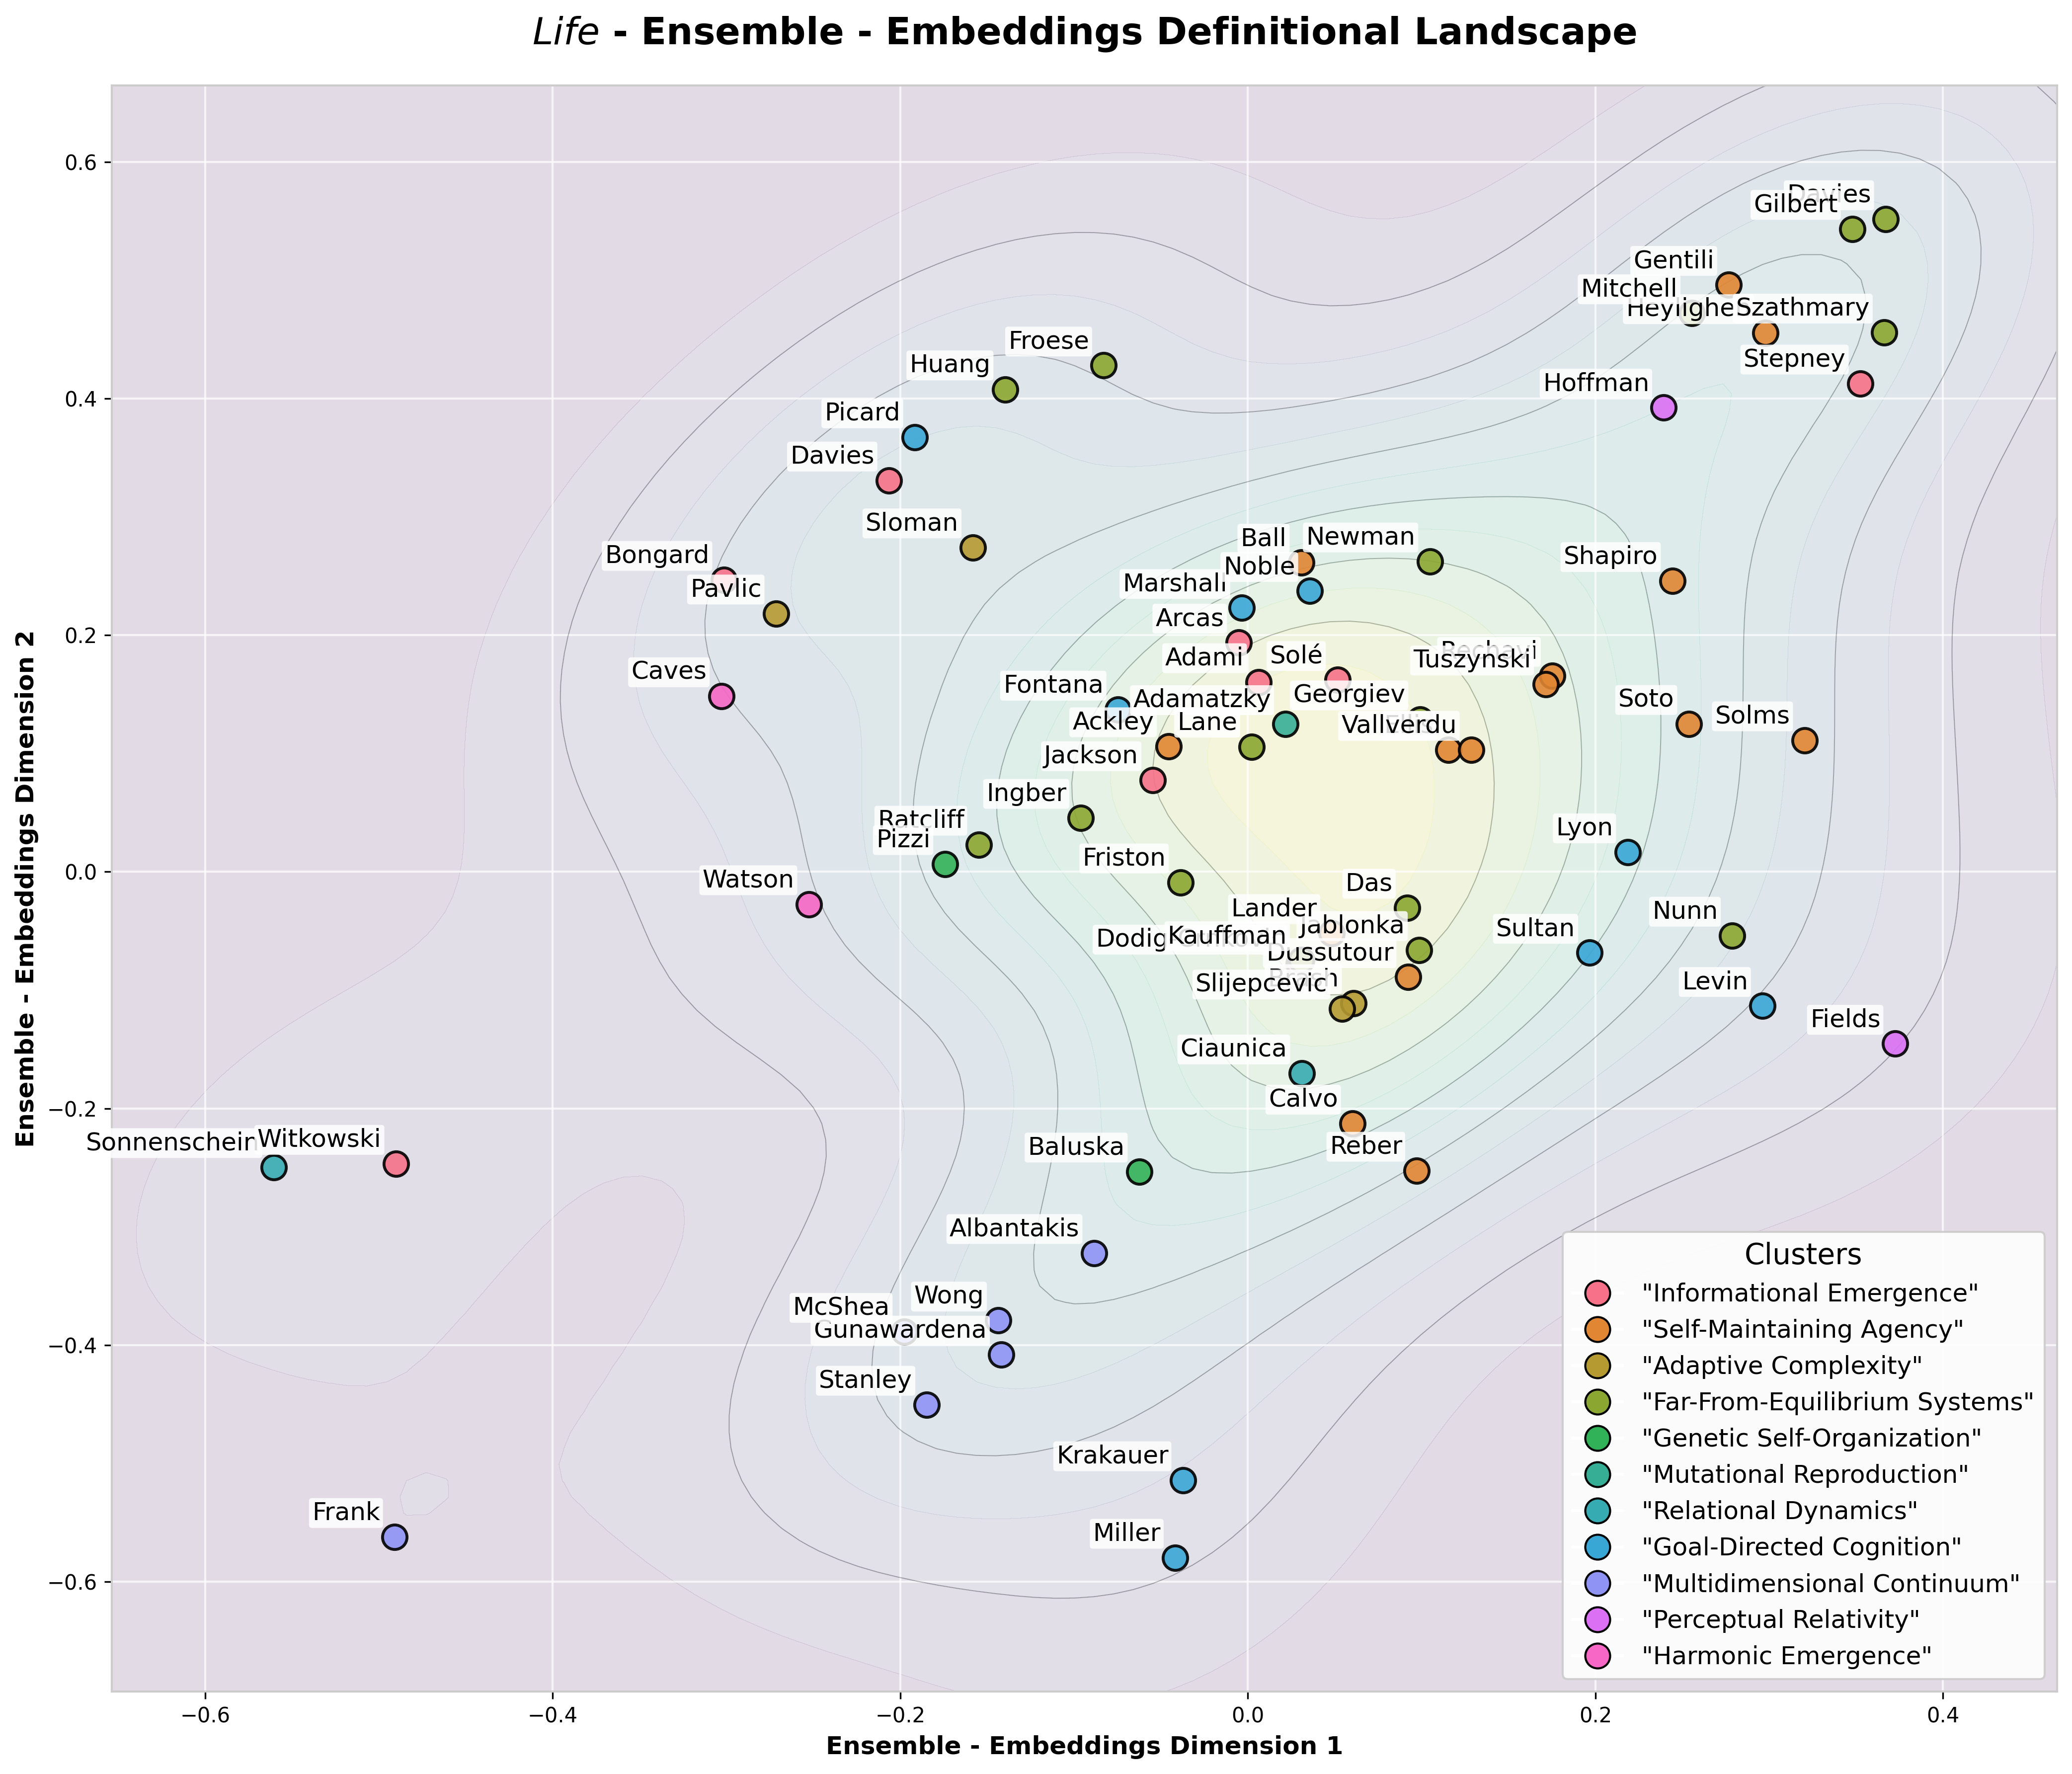 Life - Ensemble - Embeddings Definitional Landscape
Ensemble - Embeddings Dimension 2
0.6
0.4
0.2
0.0
−0.2
−0.4
−0.6
Davies
Gilbert
Gentili
Mitchell
Szathmary
Stepney
Hoffman
Froese
Huang
Picard
Davies
Sloman
Bongard
Pavlic
Caves
Ball
Newman
Noble
Marshall
Arcas
Shapiro
Adami
Solé
Tuszynski
Fontana
Adamatzky
Georgiev
Ackley
Lane
Vallverdu
Soto
Solms
Jackson
Ingber
Ratcliff
Pizzi
Friston
Lyon
Watson
Das
Lander
Jablonka
Kauffman
Dussutour
Slijepcevic
Sultan
Nunn
Levin
Fields
Ciaunica
Calvo
Reber
Sonnenschein
Witkowski
Baluska
Albantakis
Wong
McShea
Gunawardena
Stanley
Krakauer
Frank
Miller
Clusters
"Informational Emergence"
"Self-Maintaining Agency"
"Adaptive Complexity"
"Far-From-Equilibrium Systems"
"Genetic Self-Organization"
"Mutational Reproduction"
"Relational Dynamics"
"Goal-Directed Cognition"
"Multidimensional Continuum"
"Perceptual Relativity"
"Harmonic Emergence"
−0.6
−0.4
−0.2
0.0
0.2
0.4
Ensemble - Embeddings Dimension 1